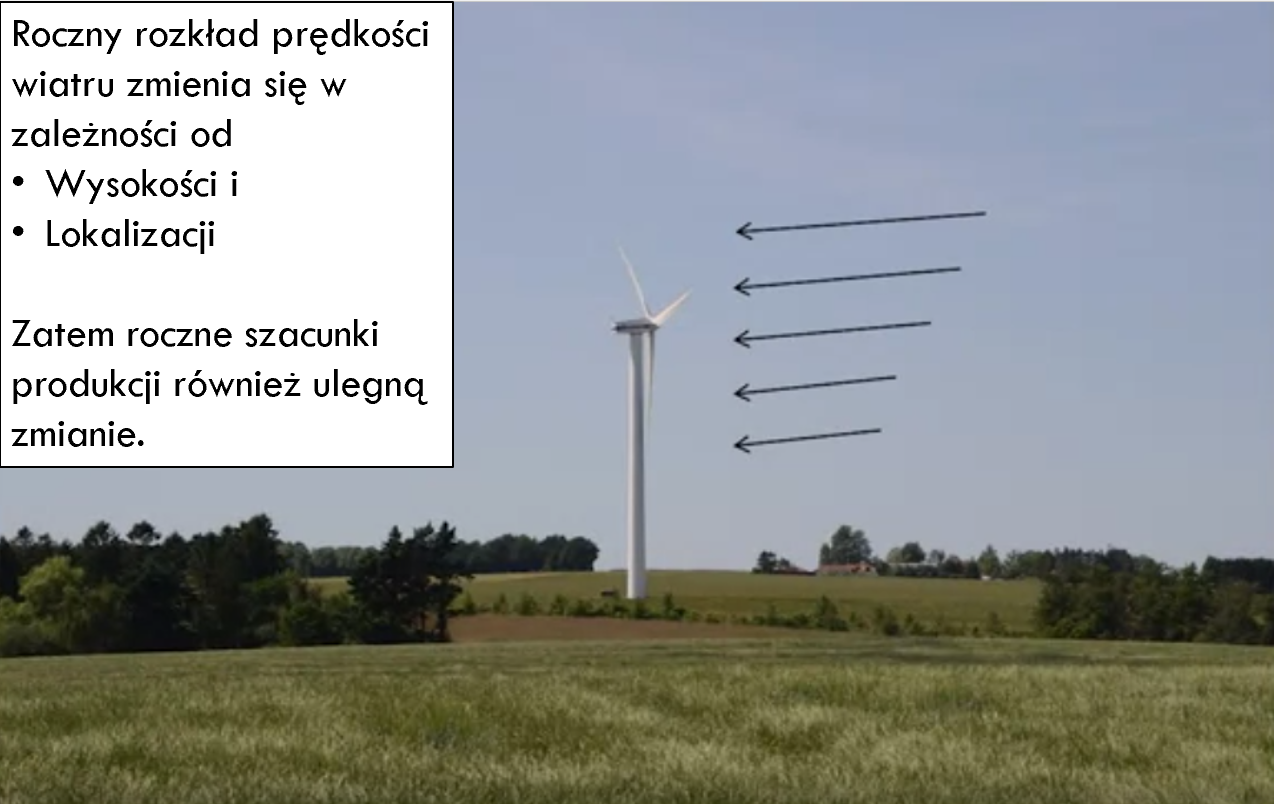 Roczny rozkład prędkości
wiatru zmienia się w
zależności od
• Wysokości i
• Lokalizacji
Zatem roczne szacunki
produkcji również ulegną
zmianie.